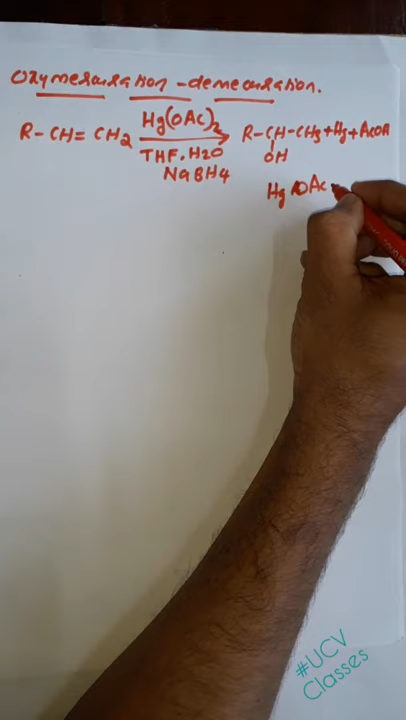 Oxymercuration - demercuration.
R-CH=CH2 Hg(OAc)2 R-CH-CH3+Hg+AcOH
THF.H2O OH
NaBH4
Hg OAc
#UCV
Classes